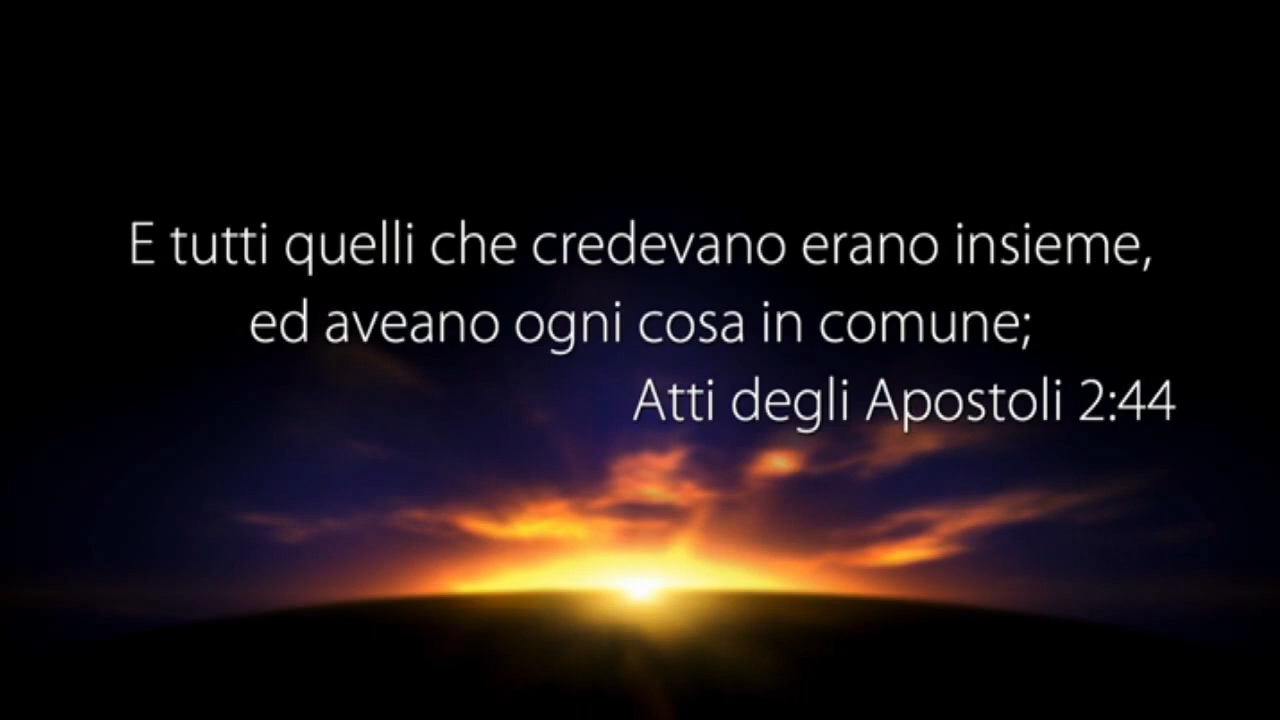 E tutti quelli che credevano erano insieme,
ed aveano ogni cosa in comune;
Atti degli Apostoli 2:44